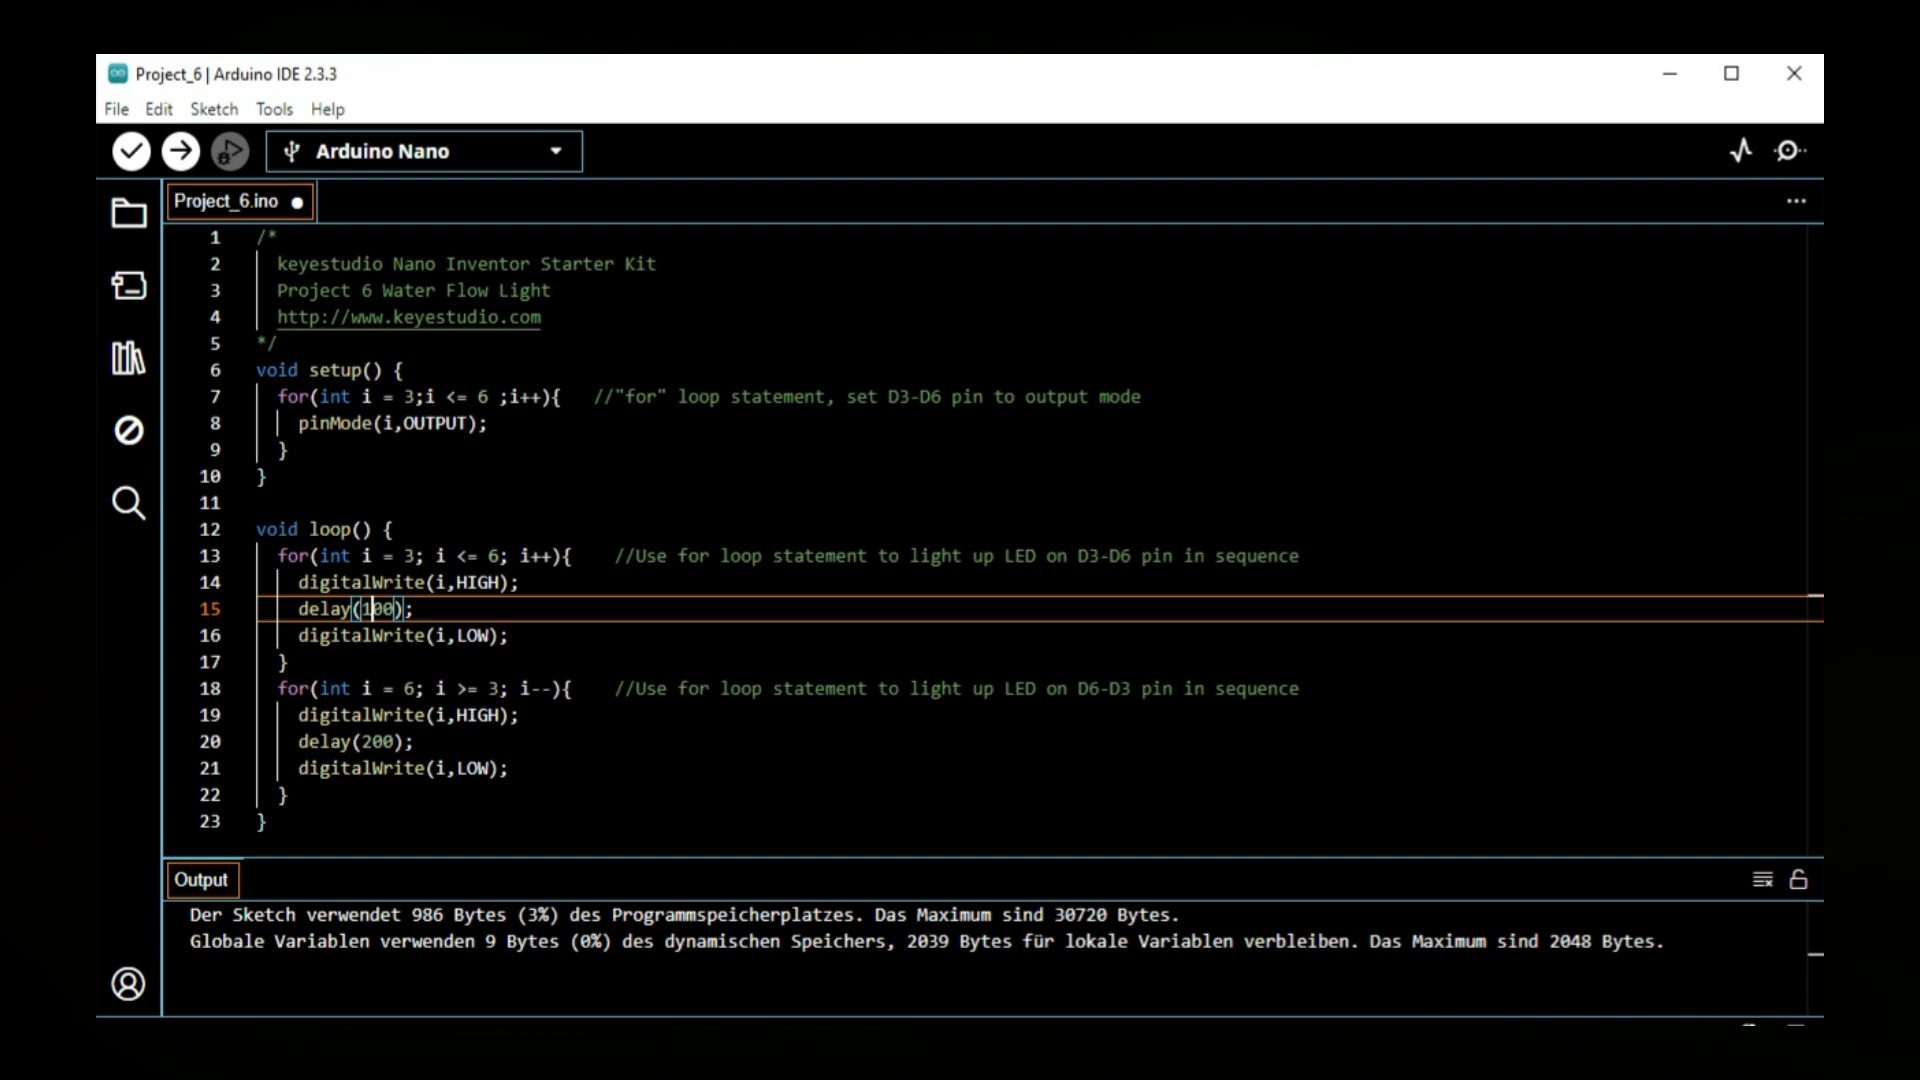 Project_6 | Arduino IDE 2.3.3
File Edit Sketch Tools Help
Arduino Nano
Project_6.ino
1 /*
2 keyestudio Nano Inventor Starter Kit
3 Project 6 Water Flow Light
4 http://www.keyestudio.com
5 */
6 void setup() {
7 for(int i = 3;i <= 6 ;i++){ //"for" loop statement, set D3-D6 pin to output mode
8 pinMode(i,OUTPUT);
9 }
10 }
11
12 void loop() {
13 for(int i = 3; i <= 6; i++){ //Use for loop statement to light up LED on D3-D6 pin in sequence
14 digitalWrite(i,HIGH);
15 delay(100);
16 digitalWrite(i,LOW);
17 }
18 for(int i = 6; i >= 3; i--){ //Use for loop statement to light up LED on D6-D3 pin in sequence
19 digitalWrite(i,HIGH);
20 delay(200);
21 digitalWrite(i,LOW);
22 }
23 }
Output
Der Sketch verwendet 986 Bytes (3%) des Programmspeicherplatzes. Das Maximum sind 30720 Bytes.
Globale Variablen verwenden 9 Bytes (0%) des dynamischen Speichers, 2039 Bytes für lokale Variablen verbleiben. Das Maximum sind 2048 Bytes.